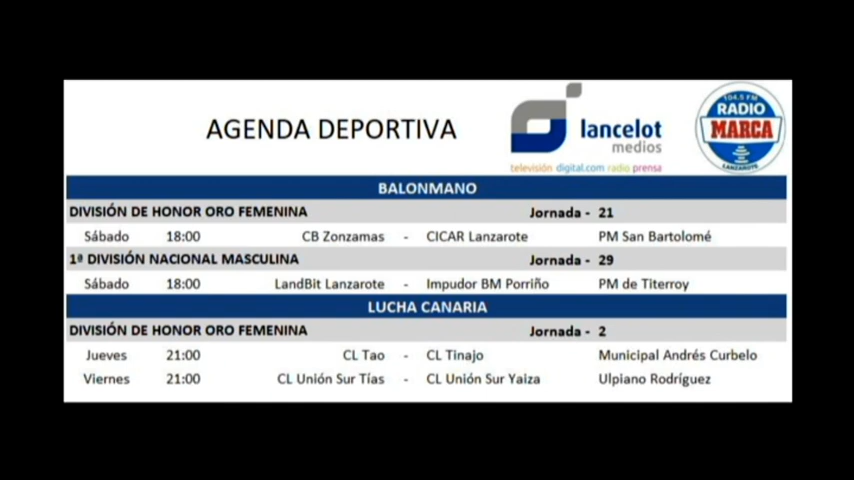 AGENDA DEPORTIVA
lancelot
medios
televisión digital.com radio prensa
104.5 FM
RADIO
MARCA
LANZAROTE
BALONMANO
DIVISIÓN DE HONOR ORO FEMENINA Jornada - 21
Sábado 18:00 CB Zonzamas - CICAR Lanzarote PM San Bartolomé
1ª DIVISIÓN NACIONAL MASCULINA Jornada - 29
Sábado 18:00 LandBit Lanzarote - Impudor BM Porriño PM de Titerroy
LUCHA CANARIA
DIVISIÓN DE HONOR ORO FEMENINA Jornada - 2
Jueves 21:00 CL Tao - CL Tinajo Municipal Andrés Curbelo
Viernes 21:00 CL Unión Sur Tías - CL Unión Sur Yaiza Ulpiano Rodríguez